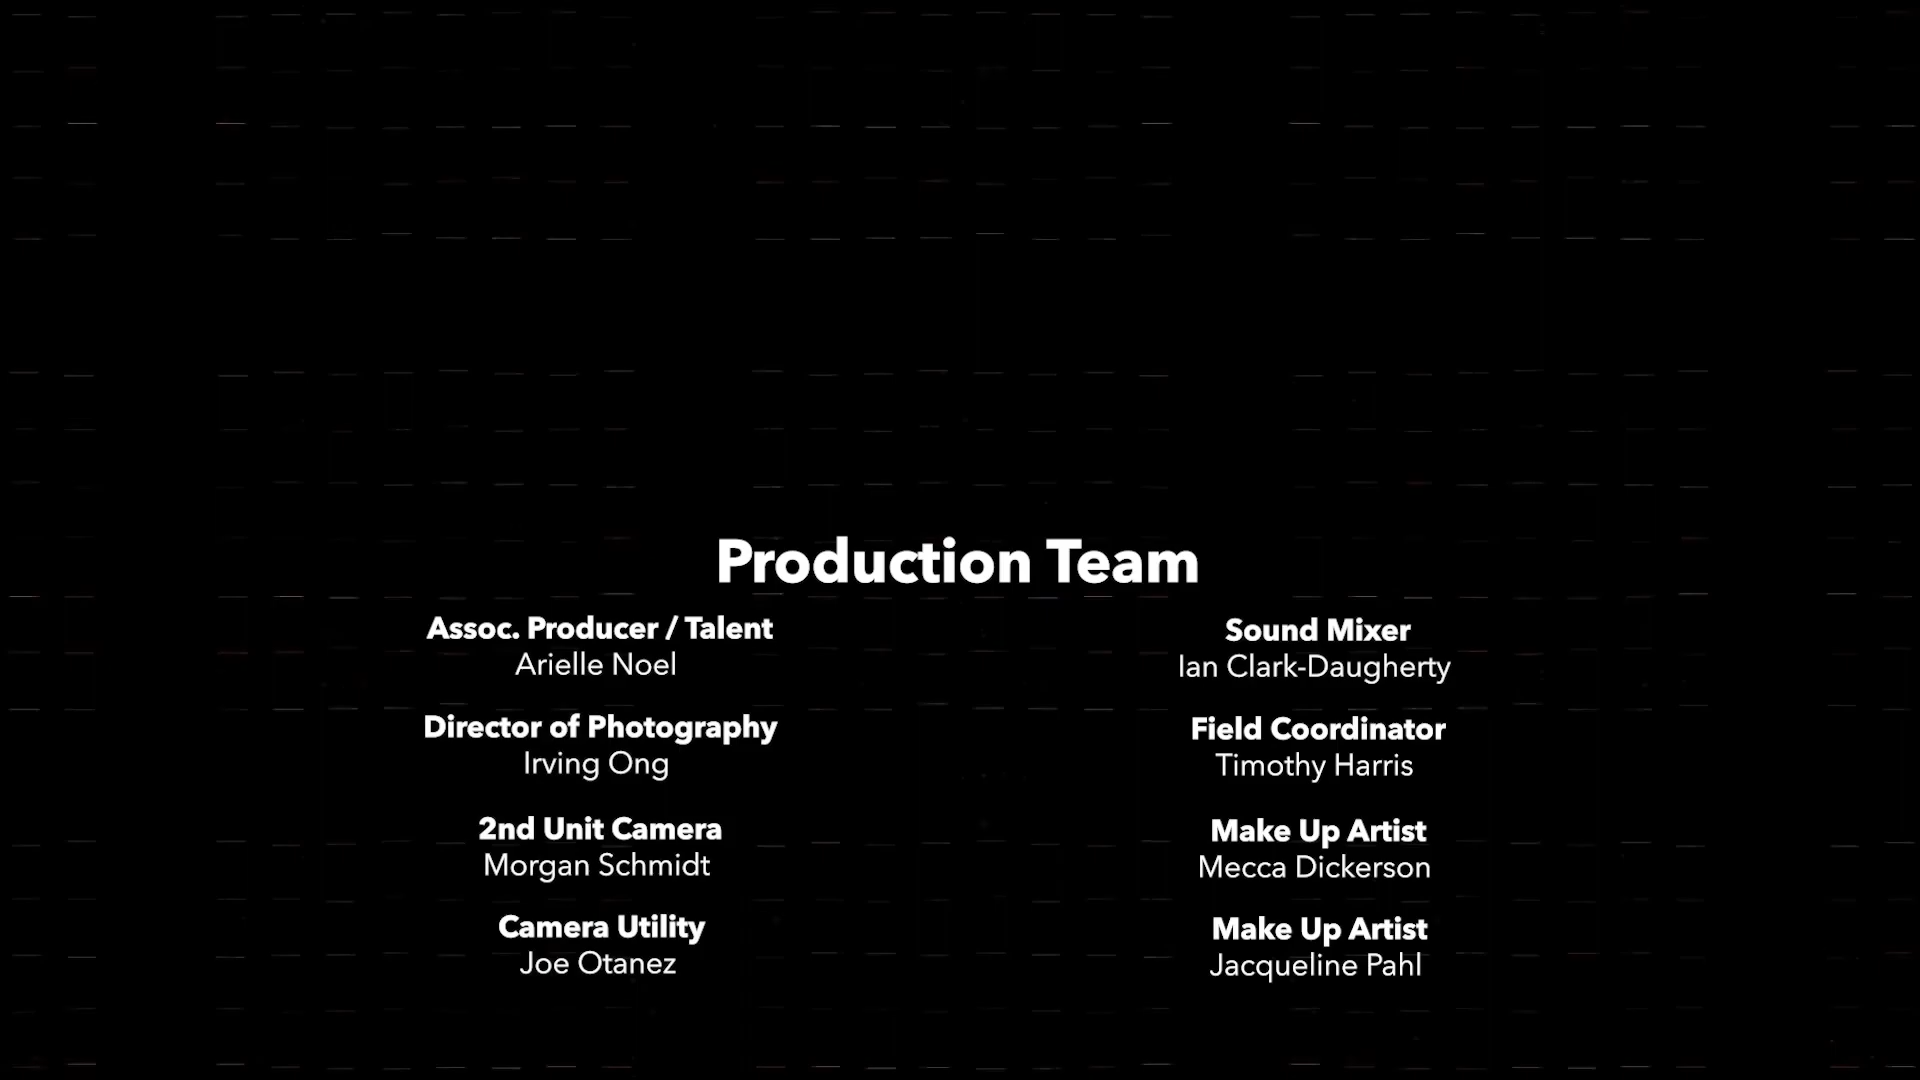 Production Team
Assoc. Producer / Talent
Arielle Noel
Director of Photography
Irving Ong
2nd Unit Camera
Morgan Schmidt
Camera Utility
Joe Otanez
Sound Mixer
Ian Clark-Daugherty
Field Coordinator
Timothy Harris
Make Up Artist
Mecca Dickerson
Make Up Artist
Jacqueline Pahl